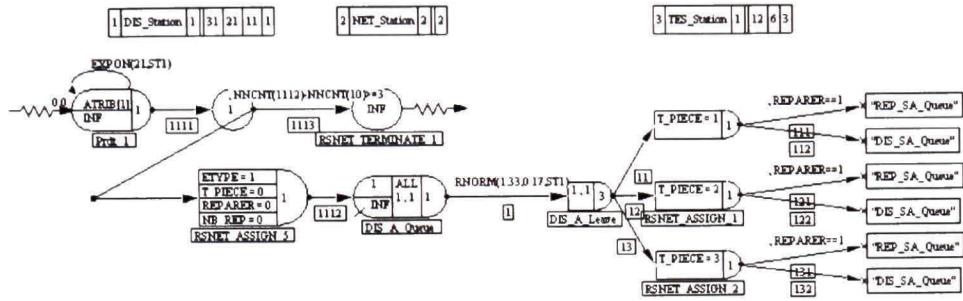 1 DIS_Station 1 31 21 11 1
2 NET_Station 2 2
3 TES_Station 1 12 6 3
EXPON(21,ST1)
0,0
ATRIB[1]
INF
1
Prdt_1
1111
1
,NNCNT(1112)+NNCNT(10)>=3
1113
INF
RSNET_TERMINATE_1
ETYPE = 1
T_PIECE = 0
REPARER = 0
NB_REP = 0
1
RSNET_ASSIGN_5
1112
1
INF
ALL
1,1
1
DIS_A_Queue
RNORM(1.33,0.17,ST1)
1
1,1
3
DIS_A_Leave
11
12
13
T_PIECE = 1
1
,REPARER==1
111
112
"REP_SA_Queue"
"DIS_SA_Queue"
T_PIECE = 2
1
RSNET_ASSIGN_1
,REPARER==1
121
122
"REP_SA_Queue"
"DIS_SA_Queue"
T_PIECE = 3
1
RSNET_ASSIGN_2
,REPARER==1
131
132
"REP_SA_Queue"
"DIS_SA_Queue"